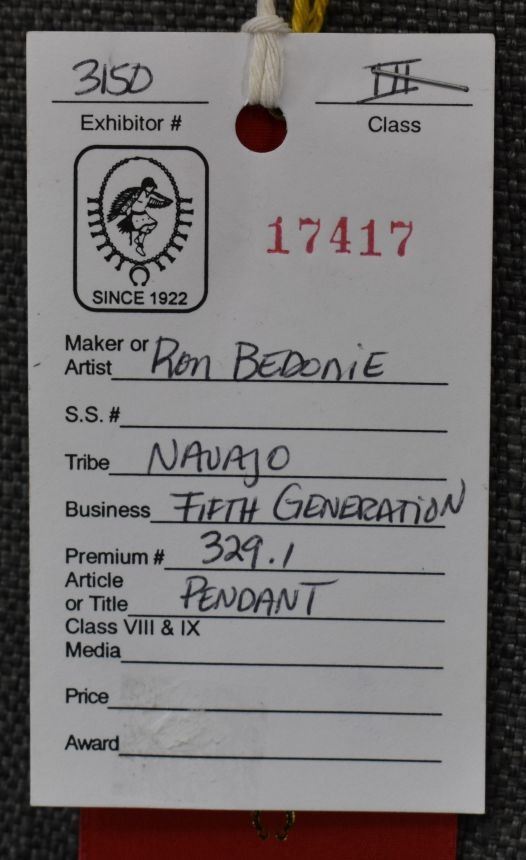 3150 III
Exhibitor # Class
17417
SINCE 1922
Maker or
Artist Ron BEDONIE
S.S. #
Tribe NAVAJO
Business FIFTH GENERATION
Premium # 329.1
Article
or Title PENDANT
Class VIII & IX
Media
Price
Award